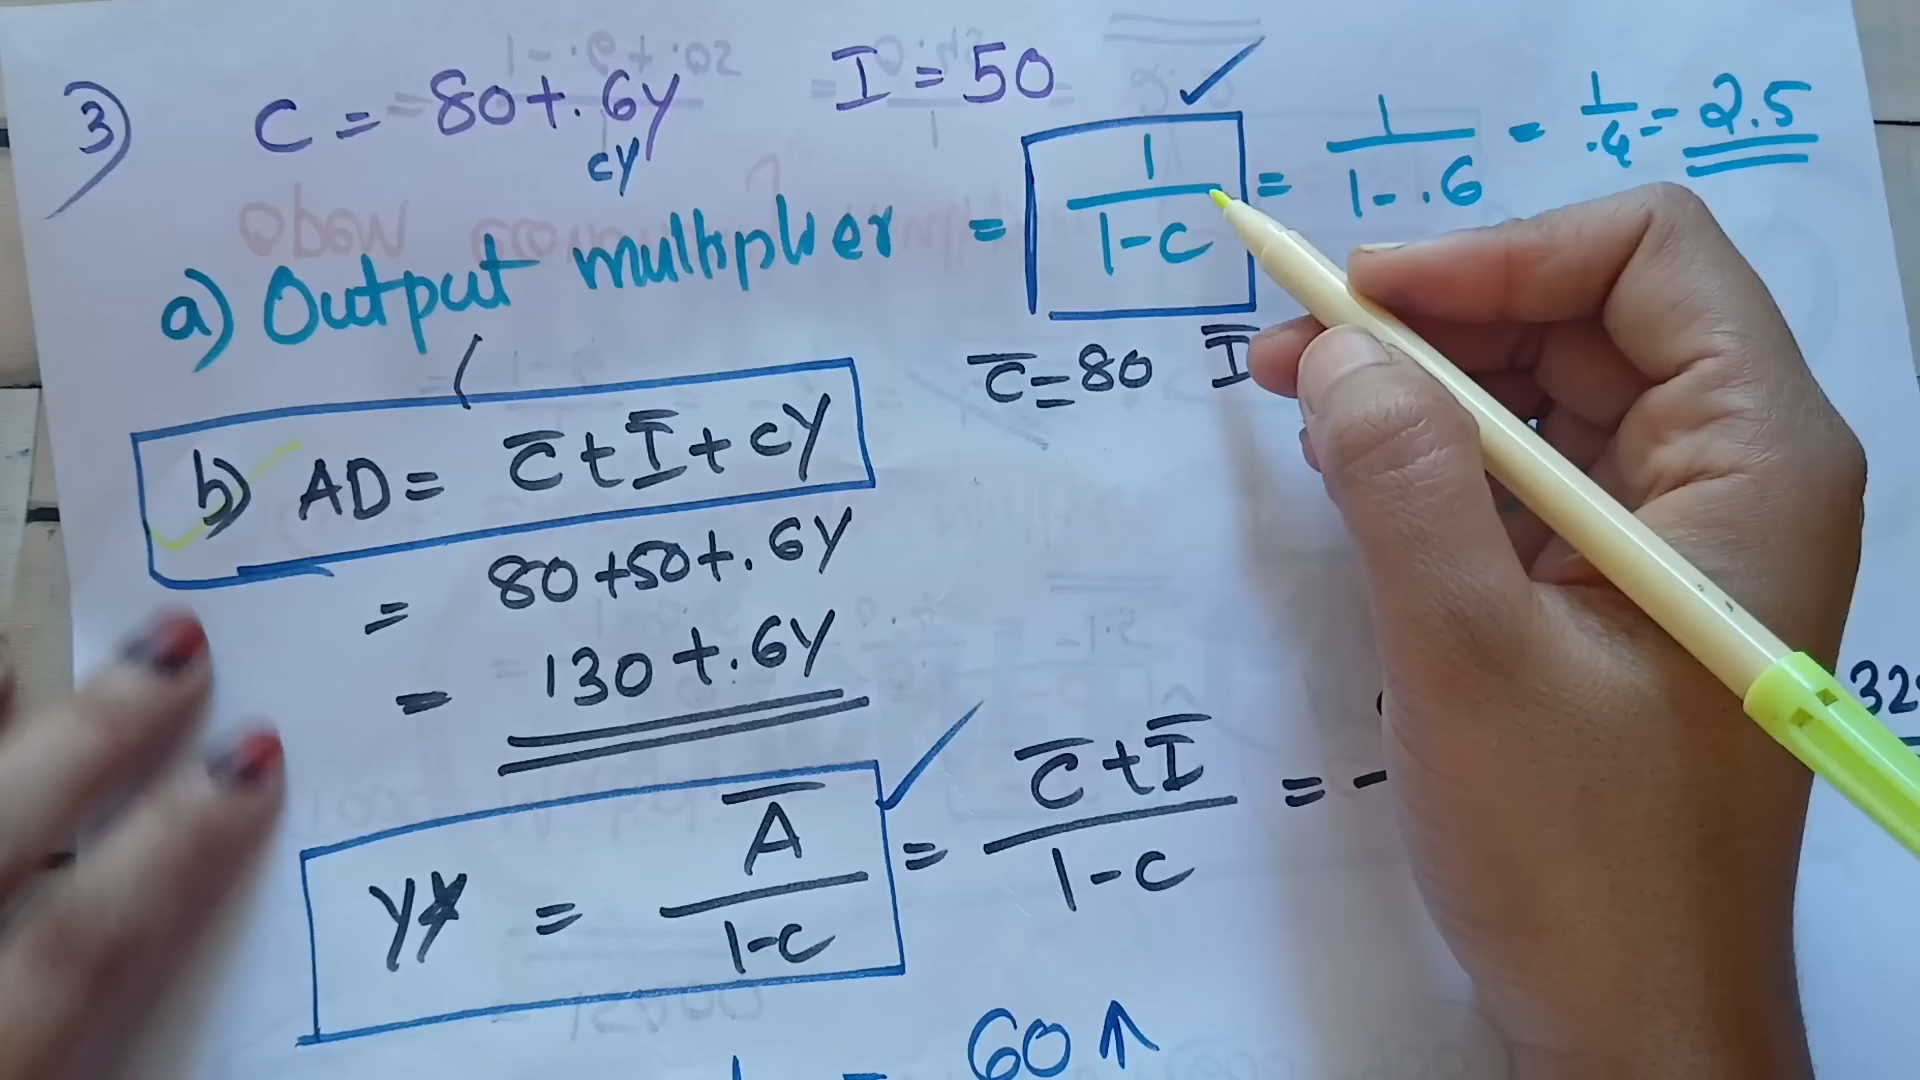 3) C = 80+.6Y I = 50
cY
a) Output multiplier = 1/(1-c) = 1/(1-.6) = 1/.4 = 2.5
C̅ = 80 I̅
b) AD = C̅+I̅+cY
= 80+50+.6Y
= 130+.6Y
Y* = A̅/(1-c) = (C̅+I̅)/(1-c) =
32
= 60 ↑